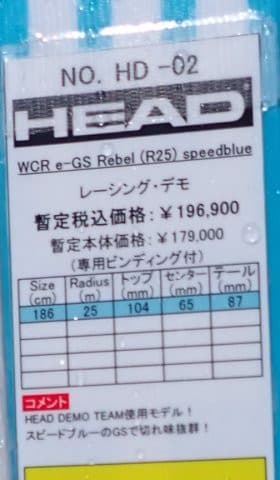 NO. HD -02
HEAD
WCR e-GS Rebel (R25) speedblue
レーシング・デモ
暫定税込価格：￥196,900
暫定本体価格：￥179,000
（専用ビンディング付）
Size (cm) Radius (m) トップ (mm) センター (mm) テール (mm)
186 25 104 65 87
コメント
HEAD DEMO TEAM使用モデル！
スピードブルーのGSで切れ味抜群！